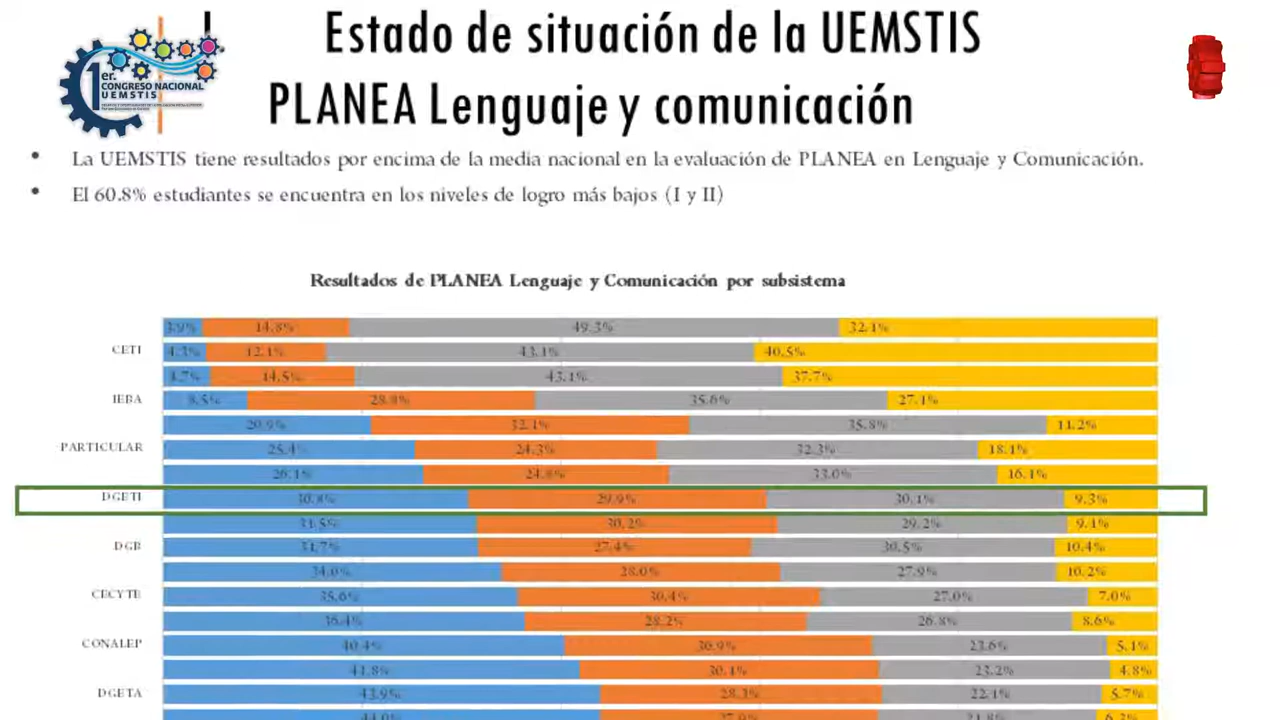 1er.
CONGRESO NACIONAL
UEMSTIS
I. Estado de situación de la UEMSTIS
PLANEA Lenguaje y comunicación
• La UEMSTIS tiene resultados por encima de la media nacional en la evaluación de PLANEA en Lenguaje y Comunicación.
• El 60.8% estudiantes se encuentra en los niveles de logro más bajos (I y II)
Resultados de PLANEA Lenguaje y Comunicación por subsistema
3.9% 14.8% 49.3% 32.1%
CETI 4.3% 12.1% 43.1% 40.5%
4.7% 14.5% 43.1% 37.7%
IEBA 8.5% 28.8% 35.6% 27.1%
20.9% 32.1% 35.8% 11.2%
PARTICULAR 25.4% 24.3% 32.3% 18.1%
26.1% 24.8% 33.0% 16.1%
DGETI 30.8% 29.9% 30.1% 9.3%
31.5% 30.2% 29.2% 9.1%
DGB 31.7% 27.4% 30.5% 10.4%
34.0% 28.0% 27.9% 10.2%
CECYTE 35.6% 30.4% 27.0% 7.0%
36.4% 28.2% 26.8% 8.6%
CONALEP 40.4% 30.9% 23.6% 5.1%
41.8% 30.1% 23.2% 4.8%
DGETA 43.9% 28.3% 22.1% 5.7%
44.0% 27.9% 21.8% 6.3%